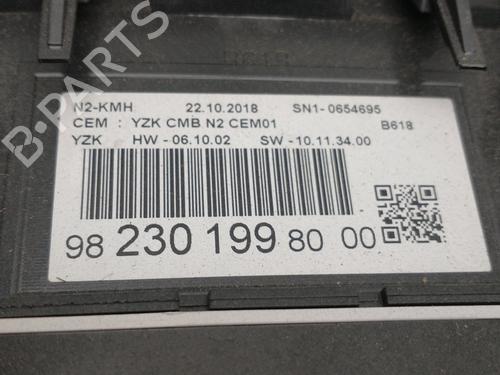 B618
N2-KMH 22.10.2018 SN1- 0654695
CEM : YZK CMB N2 CEM01 B618
YZK HW - 06.10.02 SW - 10.11.34.00
98 230 199 80 00
B-PARTS